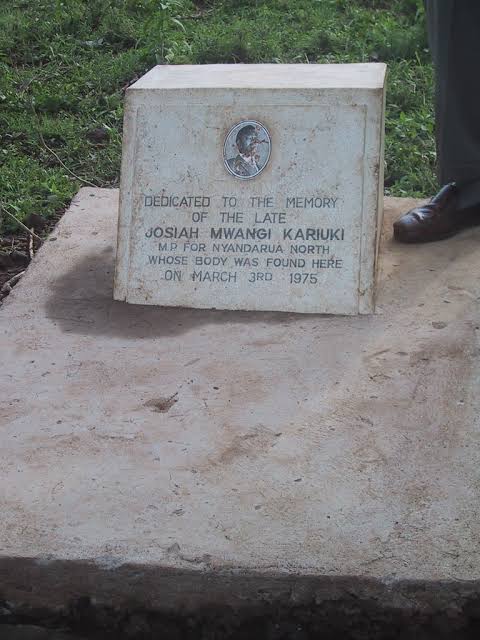 DEDICATED TO THE MEMORY
OF THE LATE
JOSIAH MWANGI KARIUKI
M.P FOR NYANDARUA NORTH
WHOSE BODY WAS FOUND HERE
ON MARCH 3RD 1975